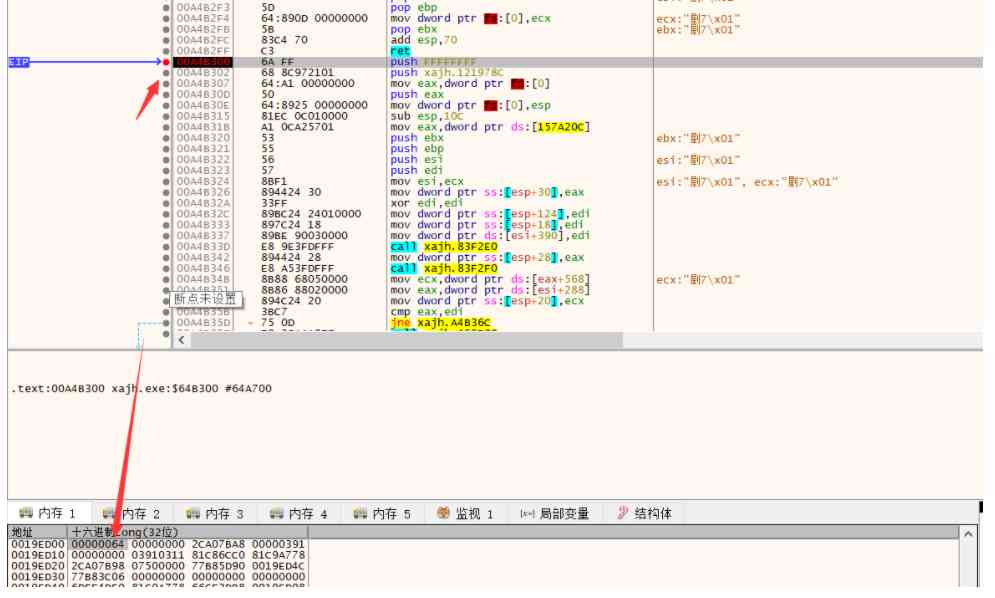 00A4B2F3 5D pop ebp
00A4B2F4 64:890D 00000000 mov dword ptr fs:[0],ecx ecx:"剿7\x01"
00A4B2FB 5B pop ebx ebx:"剿7\x01"
00A4B2FC 83C4 70 add esp,70
00A4B2FF C3 ret
EIP 00A4B300 6A FF push FFFFFFFF
00A4B302 68 8C972101 push xajh.121978C
00A4B307 64:A1 00000000 mov eax,dword ptr fs:[0]
00A4B30D 50 push eax
00A4B30E 64:8925 00000000 mov dword ptr fs:[0],esp
00A4B315 81EC 0C010000 sub esp,10C
00A4B31B A1 0CA25701 mov eax,dword ptr ds:[157A20C]
00A4B320 53 push ebx ebx:"剿7\x01"
00A4B321 55 push ebp
00A4B322 56 push esi esi:"剿7\x01"
00A4B323 57 push edi
00A4B324 8BF1 mov esi,ecx esi:"剿7\x01", ecx:"剿7\x01"
00A4B326 894424 30 mov dword ptr ss:[esp+30],eax
00A4B32A 33FF xor edi,edi
00A4B32C 89BC24 24010000 mov dword ptr ss:[esp+124],edi
00A4B333 897C24 18 mov dword ptr ss:[esp+18],edi
00A4B337 89BE 90030000 mov dword ptr ds:[esi+390],edi
00A4B33D E8 9E3FDFFF call xajh.83F2E0
00A4B342 894424 28 mov dword ptr ss:[esp+28],eax
00A4B346 E8 A53FDFFF call xajh.83F2F0
00A4B34B 8B88 68050000 mov ecx,dword ptr ds:[eax+568] ecx:"剿7\x01"
00A4B351 8B86 88020000 mov eax,dword ptr ds:[esi+288]
断点未设置 894C24 20 mov dword ptr ss:[esp+20],ecx
00A4B35B 3BC7 cmp eax,edi
00A4B35D 75 0D jne xajh.A4B36C
.text:00A4B300 xajh.exe:$64B300 #64A700
内存 1 内存 2 内存 3 内存 4 内存 5 监视 1 [x=] 局部变量 结构体
地址 十六进制long(32位)
0019ED00 00000064 00000000 2CA07BA8 00000391
0019ED10 00000000 03910311 81C86CC0 81C9A778
0019ED20 2CA07B98 07500000 77B85D90 0019ED4C
0019ED30 77B83C06 00000000 00000000 00000000